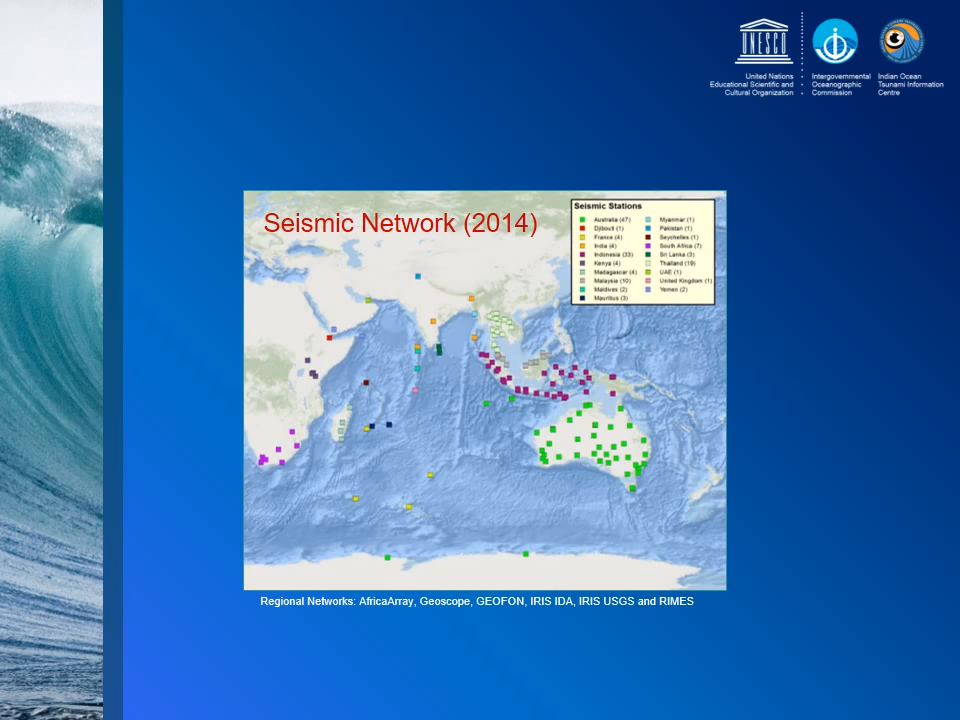 UNESCO
United Nations
Educational Scientific and
Cultural Organization
Intergovernmental
Oceanographic
Commission
Indian Ocean
Tsunami Information
Centre
Seismic Network (2014)
Seismic Stations
Australia (47)
Djibouti (1)
France (4)
India (4)
Indonesia (33)
Kenya (4)
Madagascar (4)
Malaysia (10)
Maldives (2)
Mauritius (3)
Myanmar (1)
Pakistan (1)
Seychelles (1)
South Africa (7)
Sri Lanka (3)
Thailand (19)
UAE (1)
United Kingdom (1)
Yemen (2)
Regional Networks: AfricaArray, Geoscope, GEOFON, IRIS IDA, IRIS USGS and RIMES